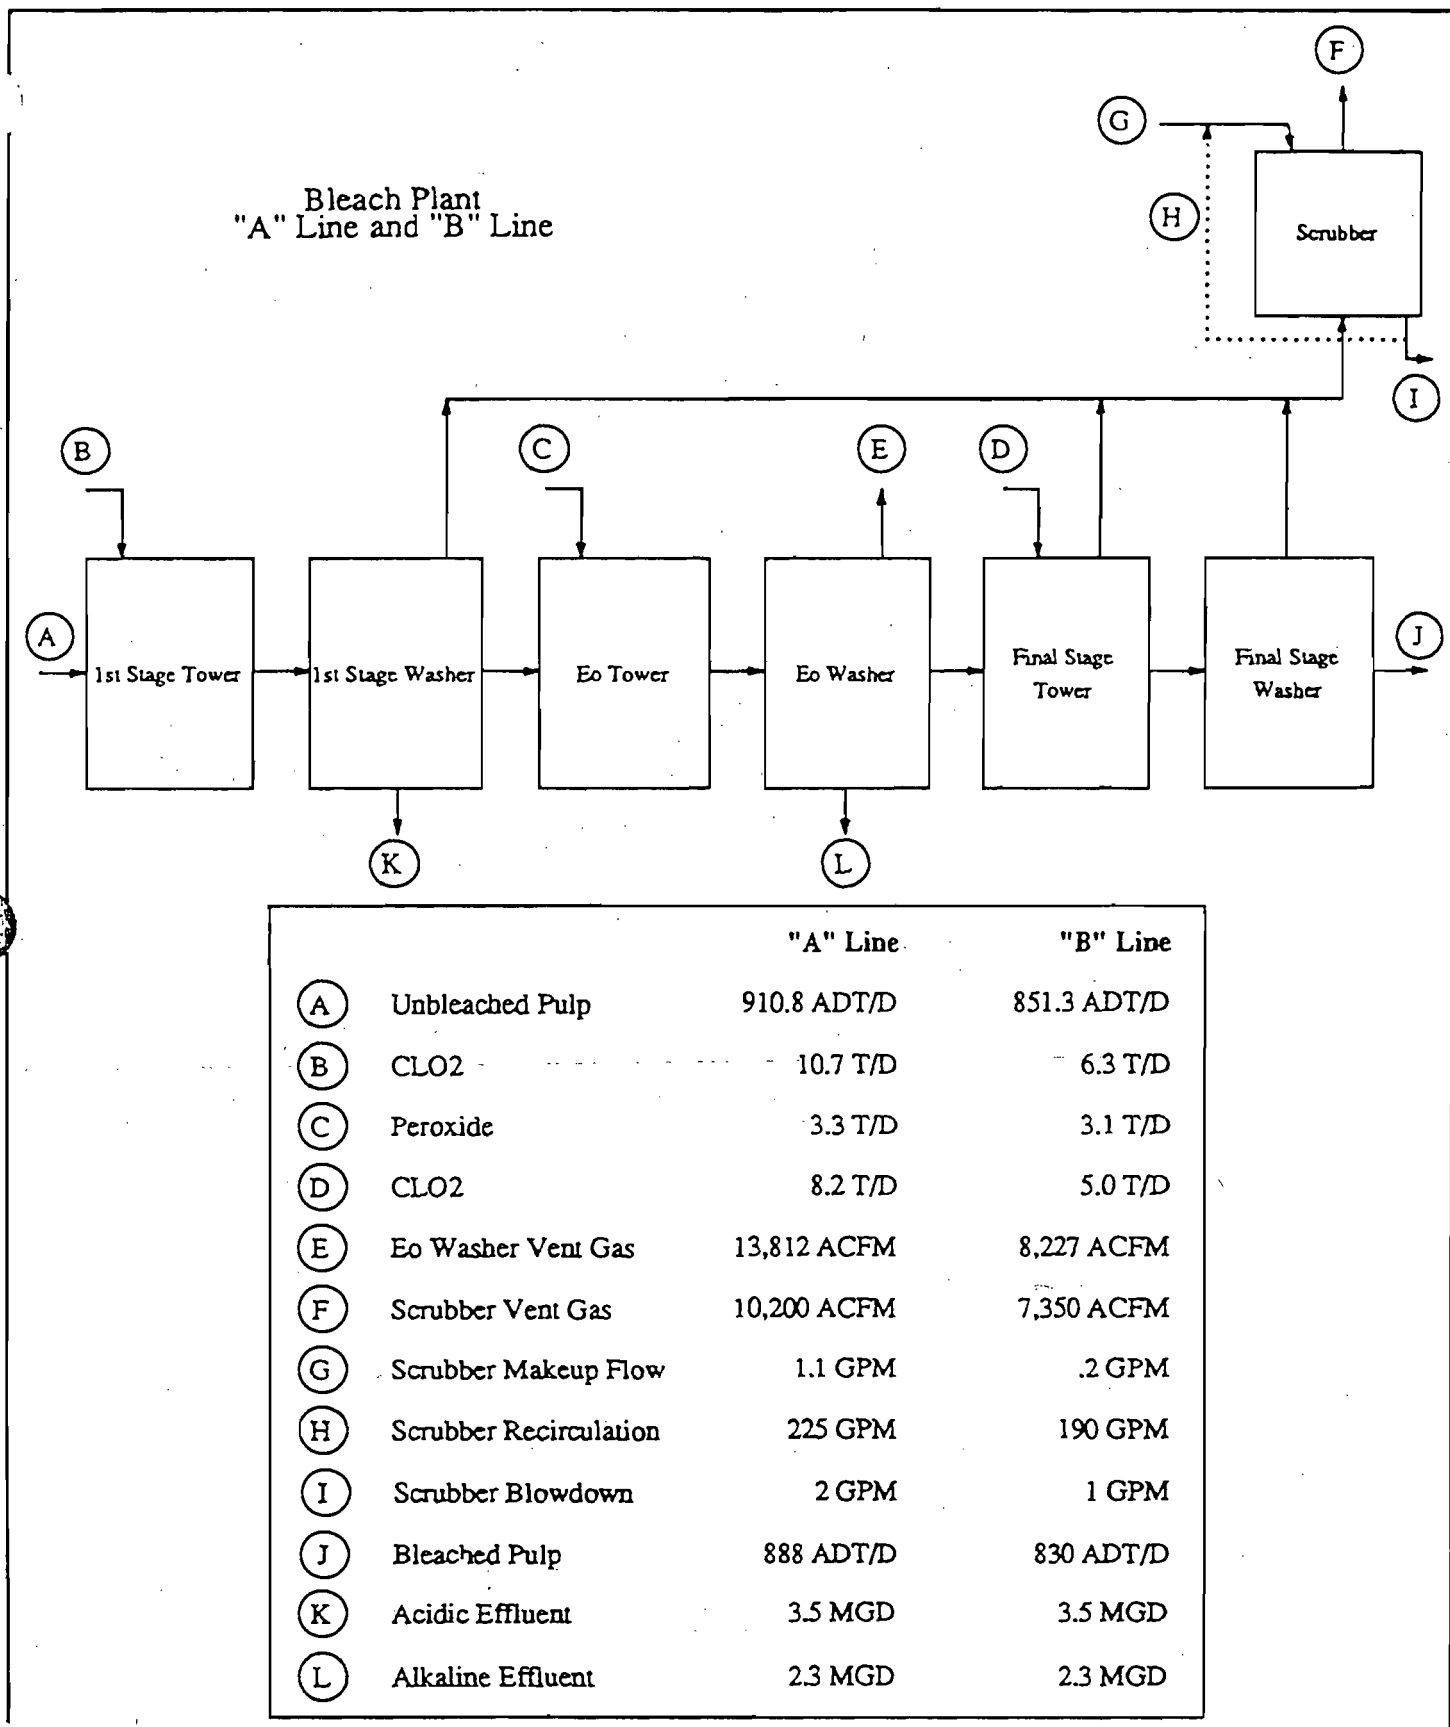 F
G
Bleach Plant
"A" Line and "B" Line
H
Scrubber
I
B
C
E
D
A
J
1st Stage Tower
1st Stage Washer
Eo Tower
Eo Washer
Final Stage
Tower
Final Stage
Washer
K
L
"A" Line "B" Line
A Unbleached Pulp 910.8 ADT/D 851.3 ADT/D
B CLO2 10.7 T/D 6.3 T/D
C Peroxide 3.3 T/D 3.1 T/D
D CLO2 8.2 T/D 5.0 T/D
E Eo Washer Vent Gas 13,812 ACFM 8,227 ACFM
F Scrubber Vent Gas 10,200 ACFM 7,350 ACFM
G Scrubber Makeup Flow 1.1 GPM .2 GPM
H Scrubber Recirculation 225 GPM 190 GPM
I Scrubber Blowdown 2 GPM 1 GPM
J Bleached Pulp 888 ADT/D 830 ADT/D
K Acidic Effluent 3.5 MGD 3.5 MGD
L Alkaline Effluent 2.3 MGD 2.3 MGD